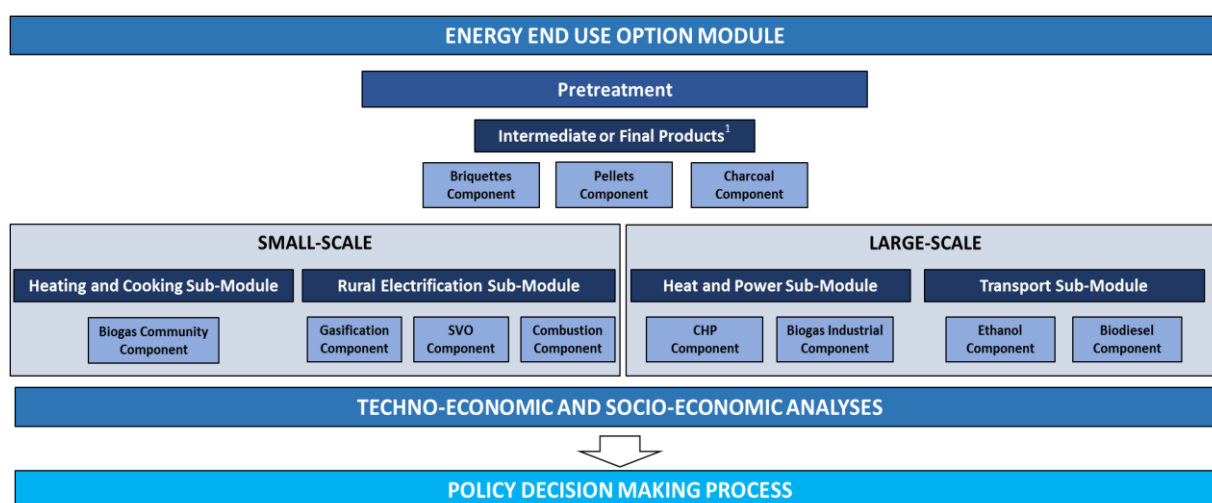 ENERGY END USE OPTION MODULE
Pretreatment
Intermediate or Final Products1
Briquettes
Component
Pellets
Component
Charcoal
Component
SMALL-SCALE
Heating and Cooking Sub-Module
Rural Electrification Sub-Module
Biogas Community
Component
Gasification
Component
SVO
Component
Combustion
Component
LARGE-SCALE
Heat and Power Sub-Module
Transport Sub-Module
CHP
Component
Biogas Industrial
Component
Ethanol
Component
Biodiesel
Component
TECHNO-ECONOMIC AND SOCIO-ECONOMIC ANALYSES
POLICY DECISION MAKING PROCESS